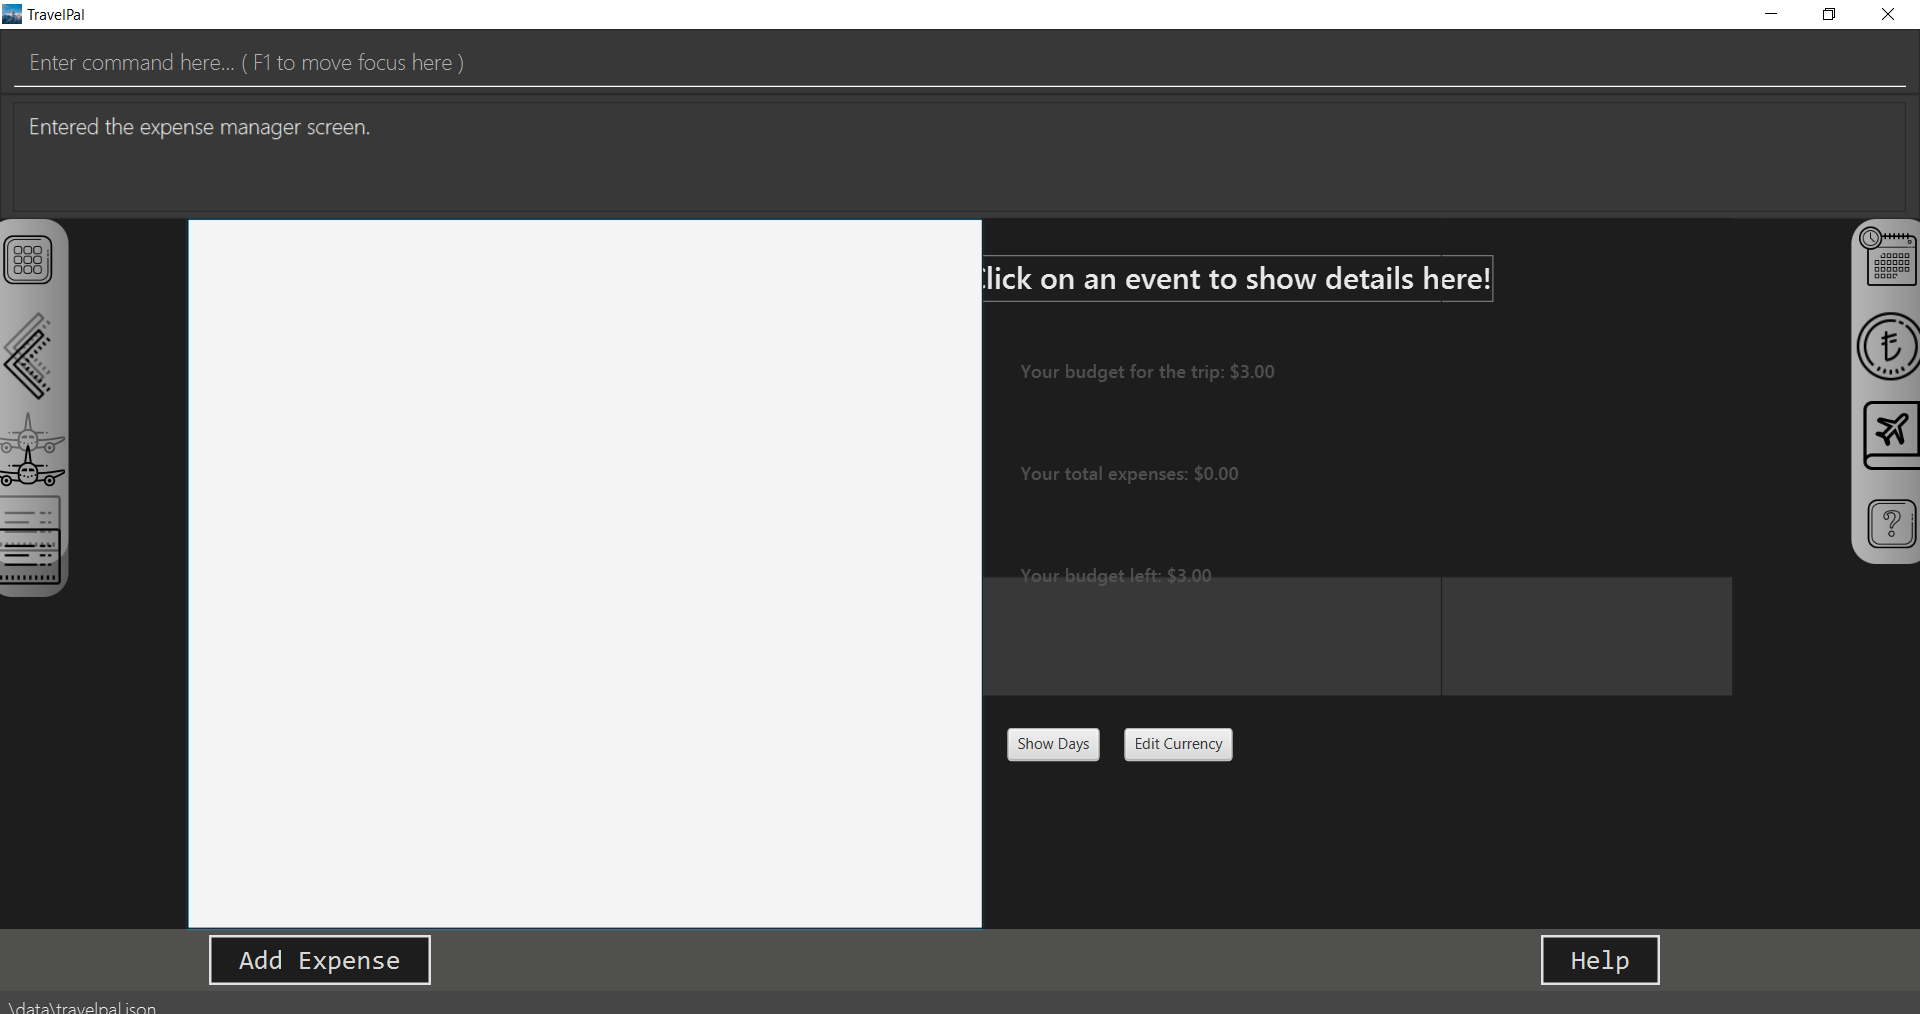 TravelPal
Enter command here... ( F1 to move focus here )
Entered the expense manager screen.
Click on an event to show details here!
Your budget for the trip: $3.00
Your total expenses: $0.00
Your budget left: $3.00
Show Days
Edit Currency
Add Expense
Help
\data\travelpal.json